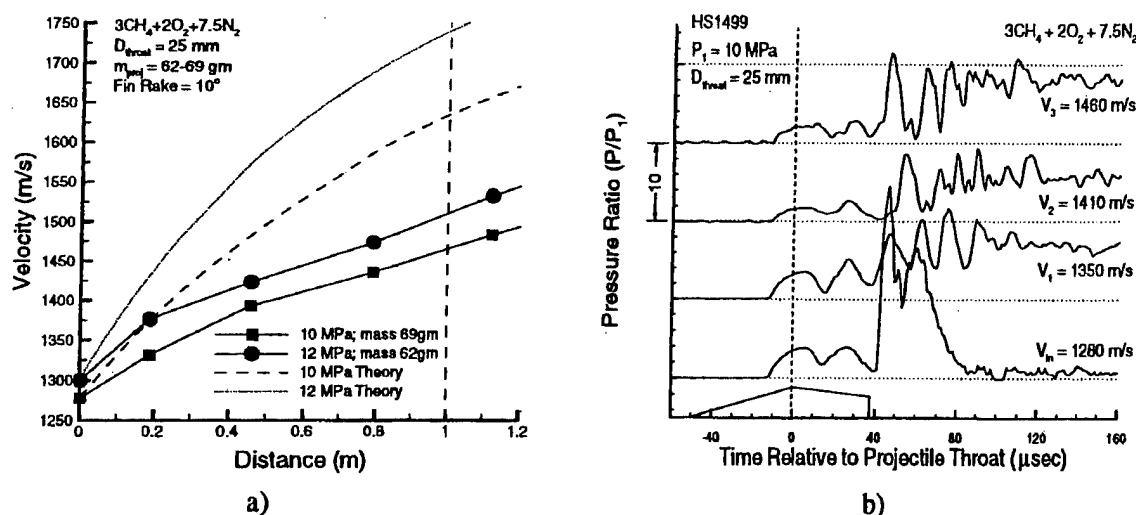 1750
1700
1650
1600
1550
1500
1450
1400
1350
1300
1250
Velocity (m/s)
3CH₄+2O₂+7.5N₂
D_throat = 25 mm
m_proj = 62-69 gm
Fin Rake = 10°
10 MPa; mass 69gm
12 MPa; mass 62gm
10 MPa Theory
12 MPa Theory
0 0.2 0.4 0.6 0.8 1 1.2
Distance (m)
a)
Pressure Ratio (P/P₁)
10
HS1499
P₁ = 10 MPa
D_throat = 25 mm
3CH₄ + 2O₂ + 7.5N₂
V₃ = 1460 m/s
V₂ = 1410 m/s
V₁ = 1350 m/s
V_in = 1280 m/s
-40 0 40 80 120 160
Time Relative to Projectile Throat (μsec)
b)